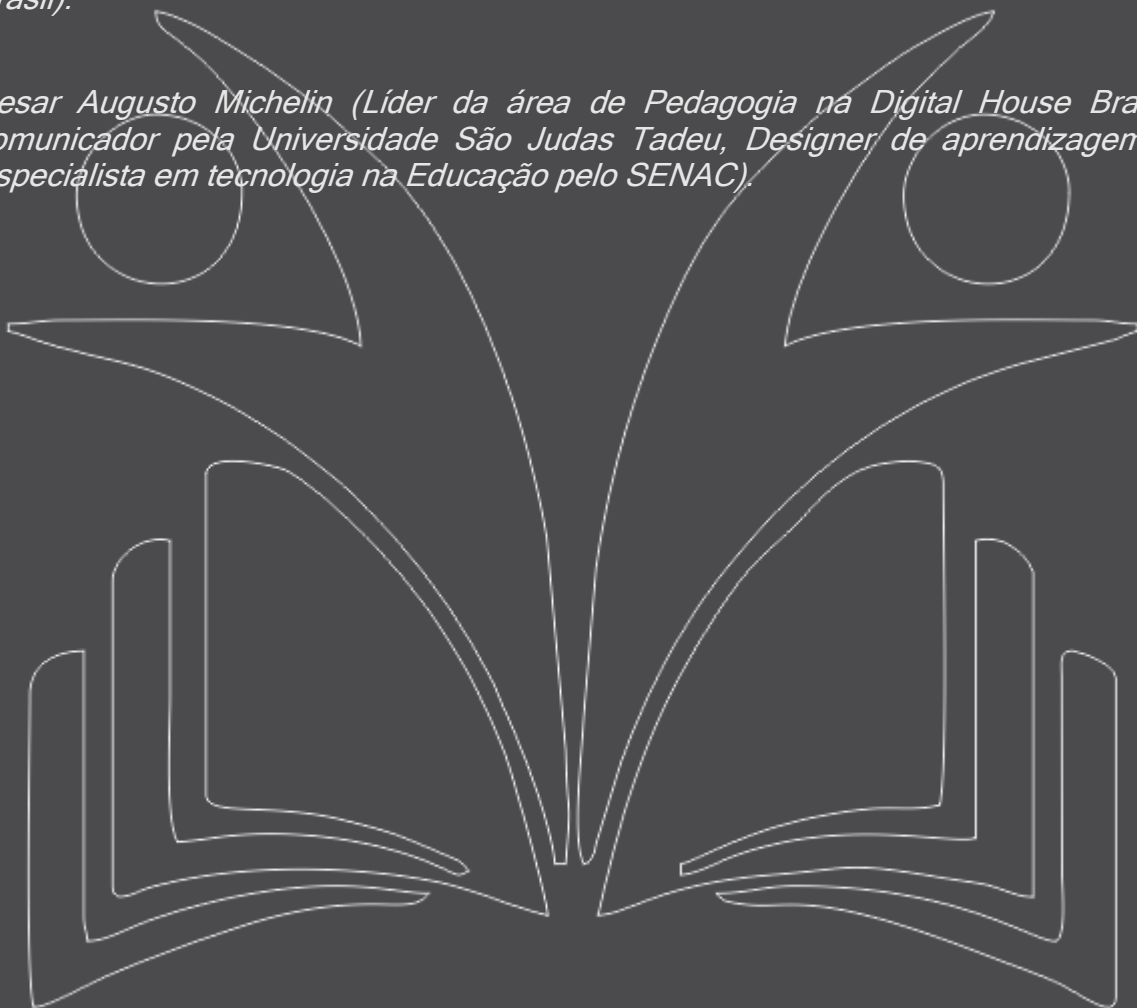 rasil).
esar Augusto Michelin (Líder da área de Pedagogia na Digital House Bra
omunicador pela Universidade São Judas Tadeu, Designer de aprendizagem
specialista em tecnologia na Educação pelo SENAC).